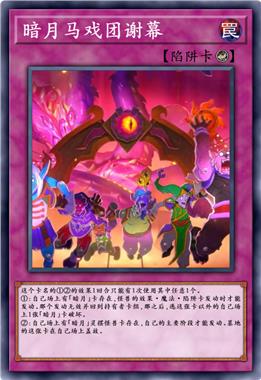 暗月马戏团谢幕
罠
【陷阱卡】
这个卡名的①②的效果1回合只能有1次使用其中任意1个。
①：自己场上有「暗月」卡存在，怪兽的效果・魔法・陷阱卡发动时才能
发动。那个发动无效并回到持有者卡组，那之后，选这张卡以外的自己场
上1张「暗月」卡破坏。
②：自己场上有「暗月」灵摆怪兽卡存在，自己的主要阶段才能发动。墓地
的这张卡在自己场上盖放。